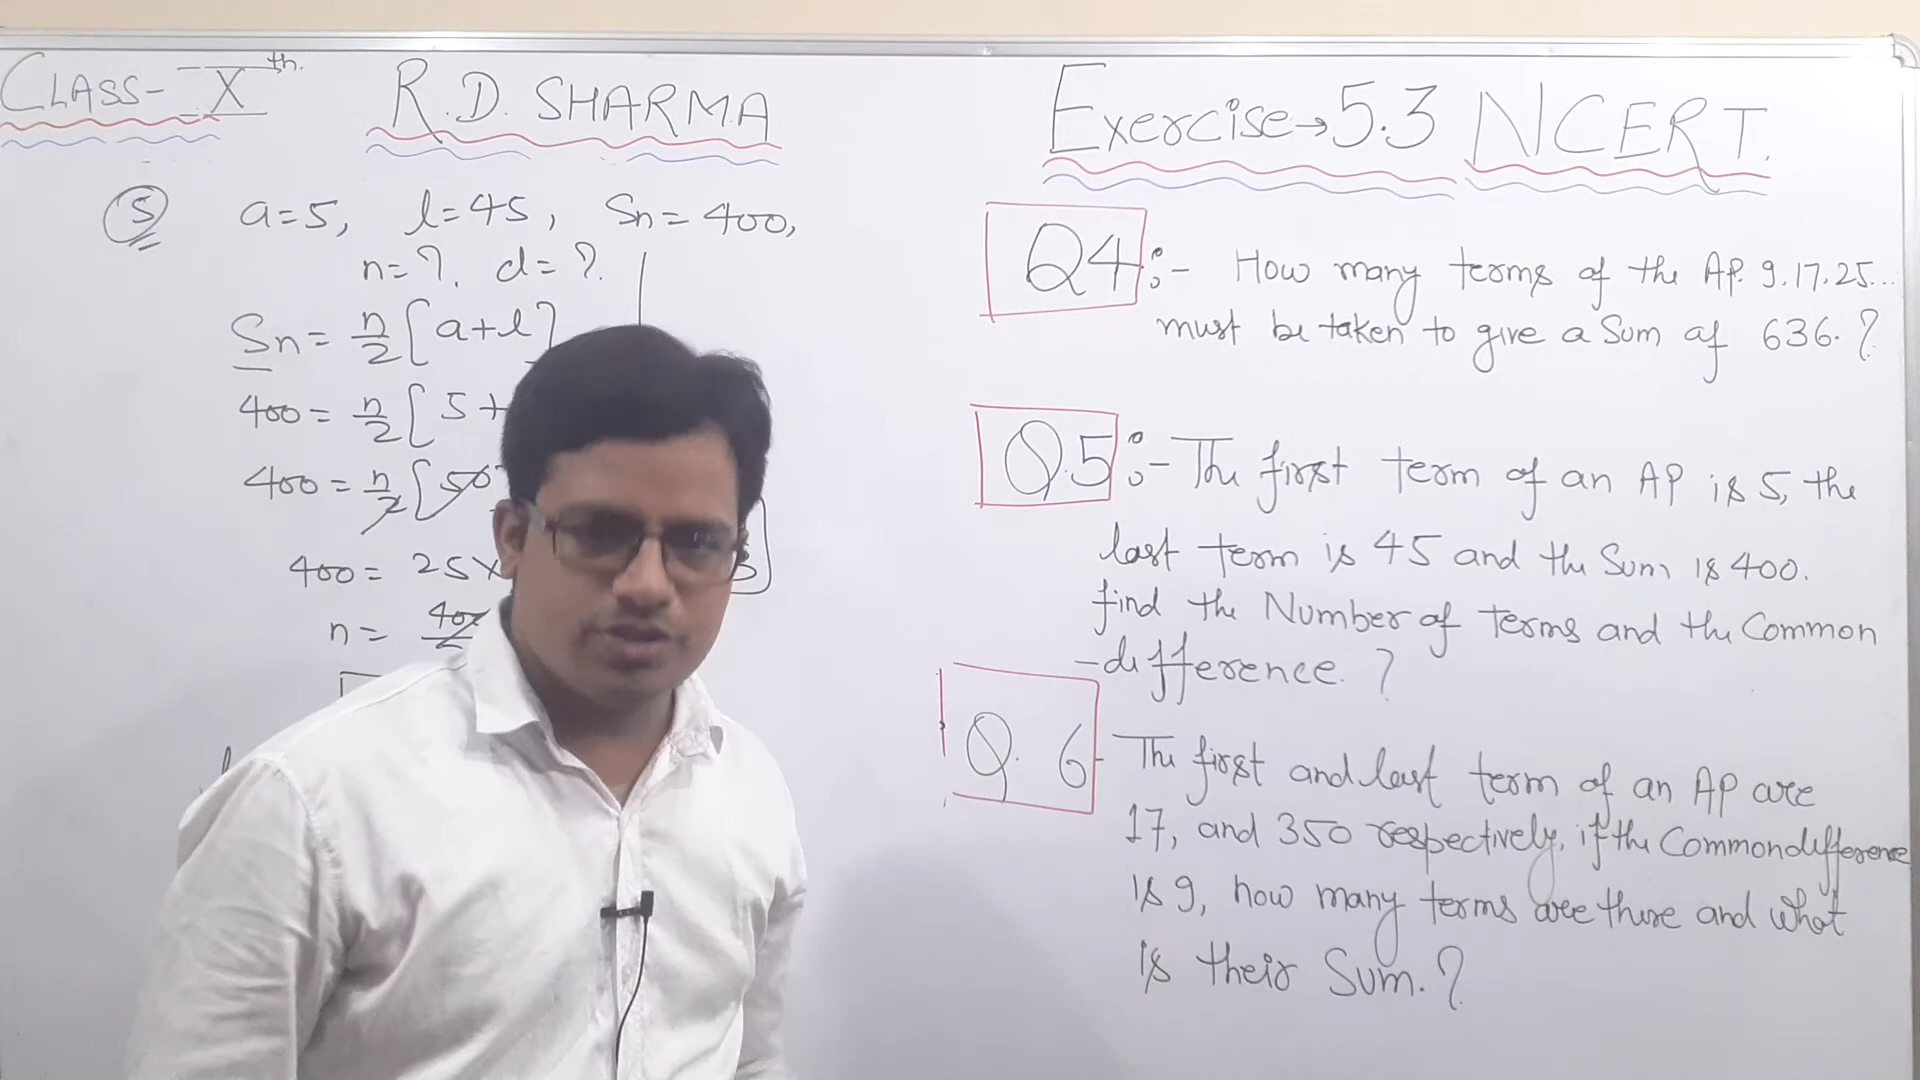 CLASS- Xth.
R.D. SHARMA
5 a=5, l=45, Sn=400,
n=?. d=?.
Sn= n/2 [a+l]
400= n/2 [5+
400= n/2 [50
400= 25×
n= 400
Exercise→5.3 NCERT.
Q4:- How many terms of the AP. 9.17.25...
must be taken to give a Sum of 636.?
Q.5:- The first term of an AP is 5, the
last term is 45 and the Sum is 400.
find the Number of terms and the Common
-difference. ?
Q. 6- The first and last term of an AP are
17, and 350 respectively, if the Common difference
is 9, how many terms are there and what
is their Sum.?